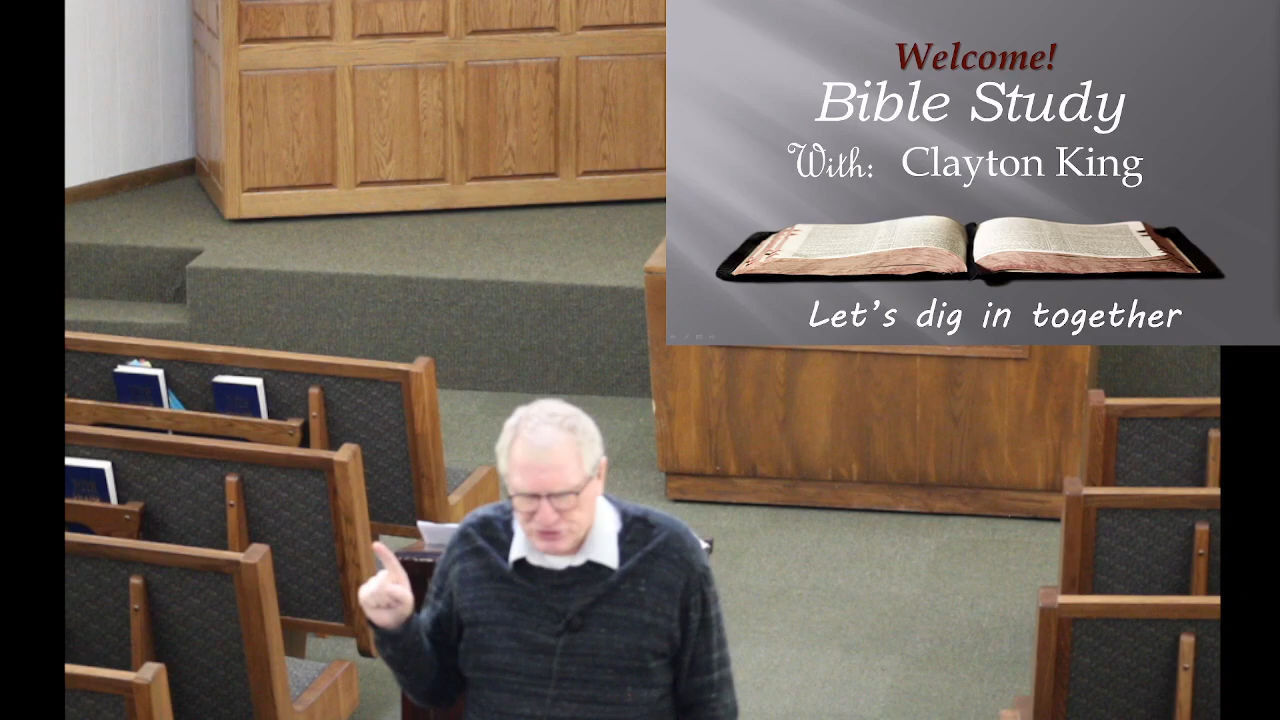 Welcome!
Bible Study
With: Clayton King
Let's dig in together